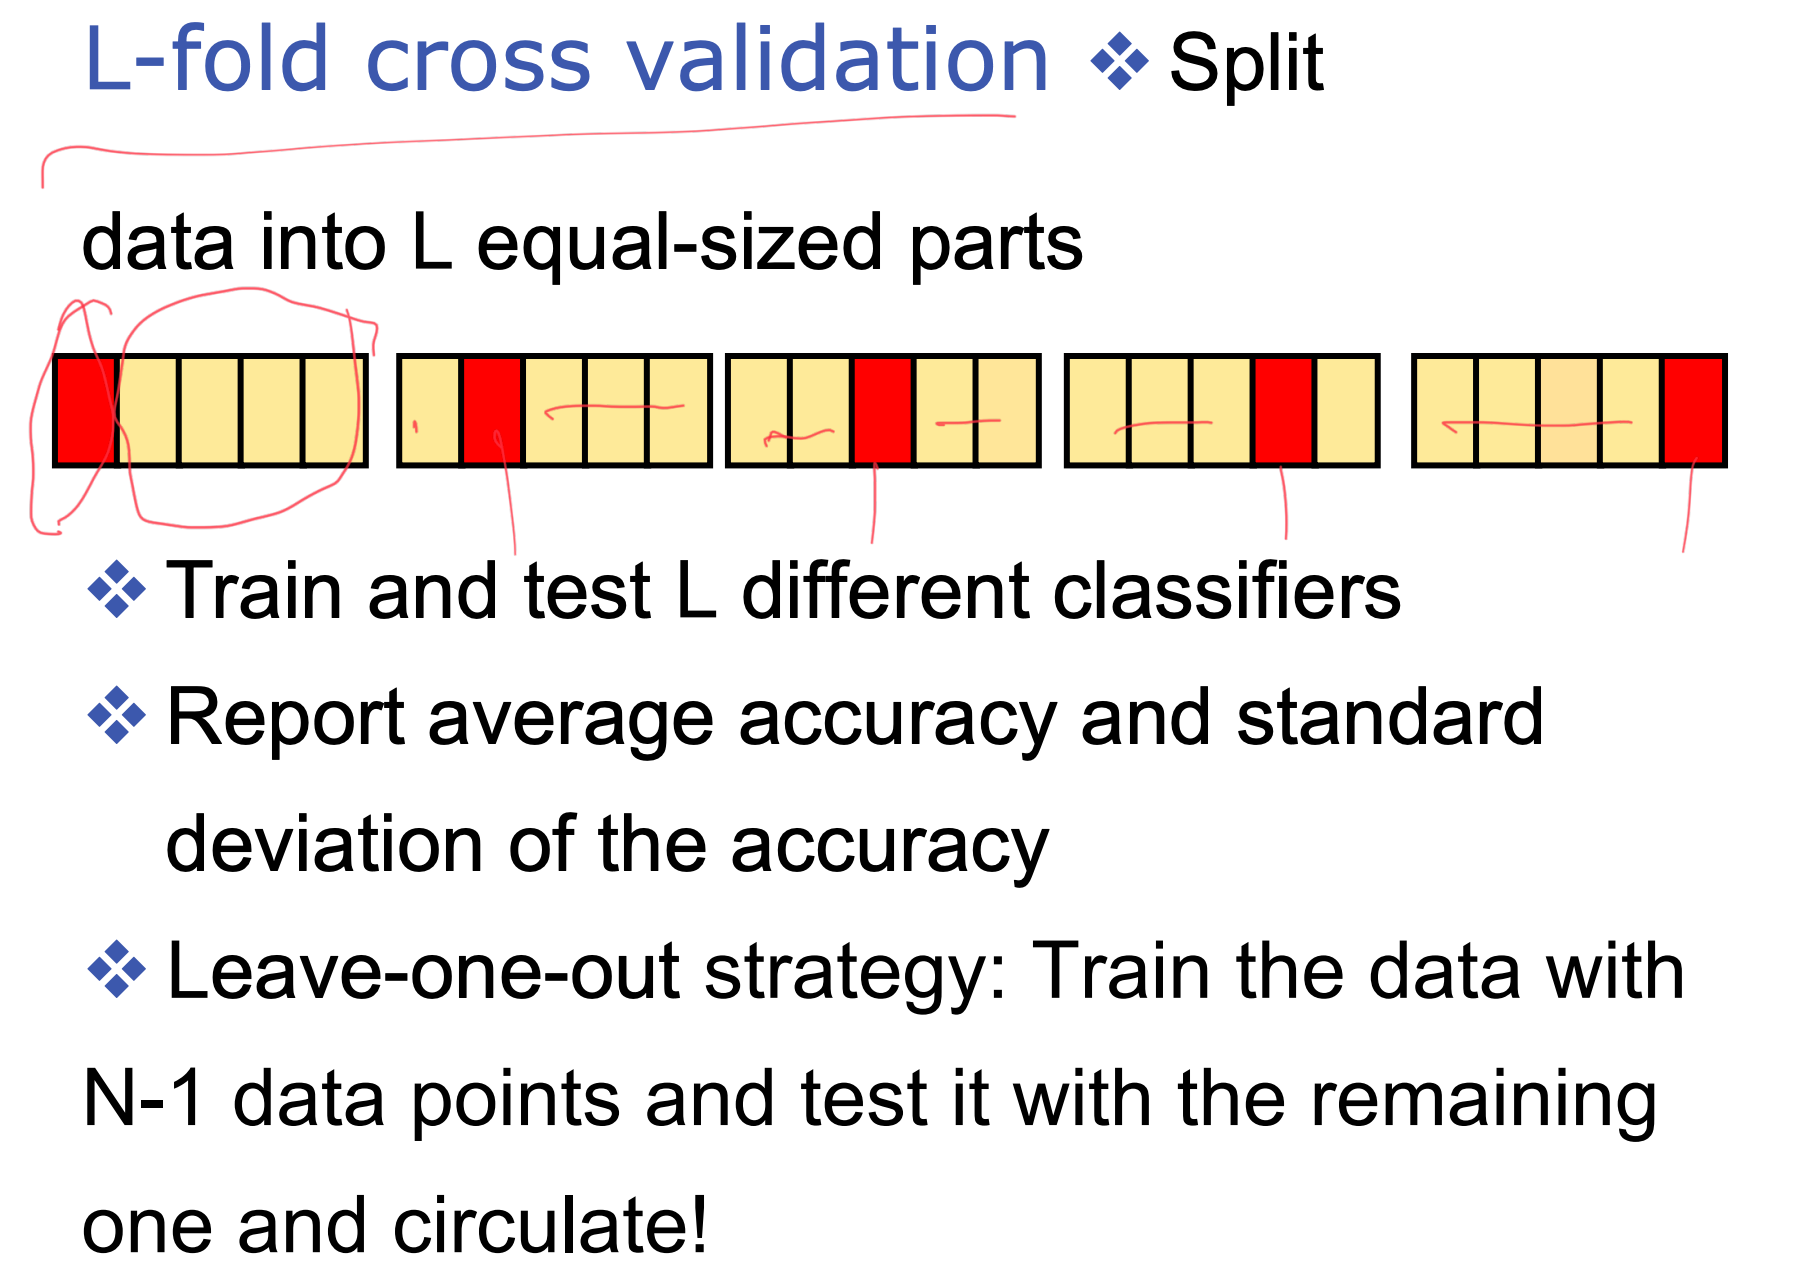 L-fold cross validation ❖ Split
data into L equal-sized parts
❖ Train and test L different classifiers
❖ Report average accuracy and standard
deviation of the accuracy
❖ Leave-one-out strategy: Train the data with
N-1 data points and test it with the remaining
one and circulate!